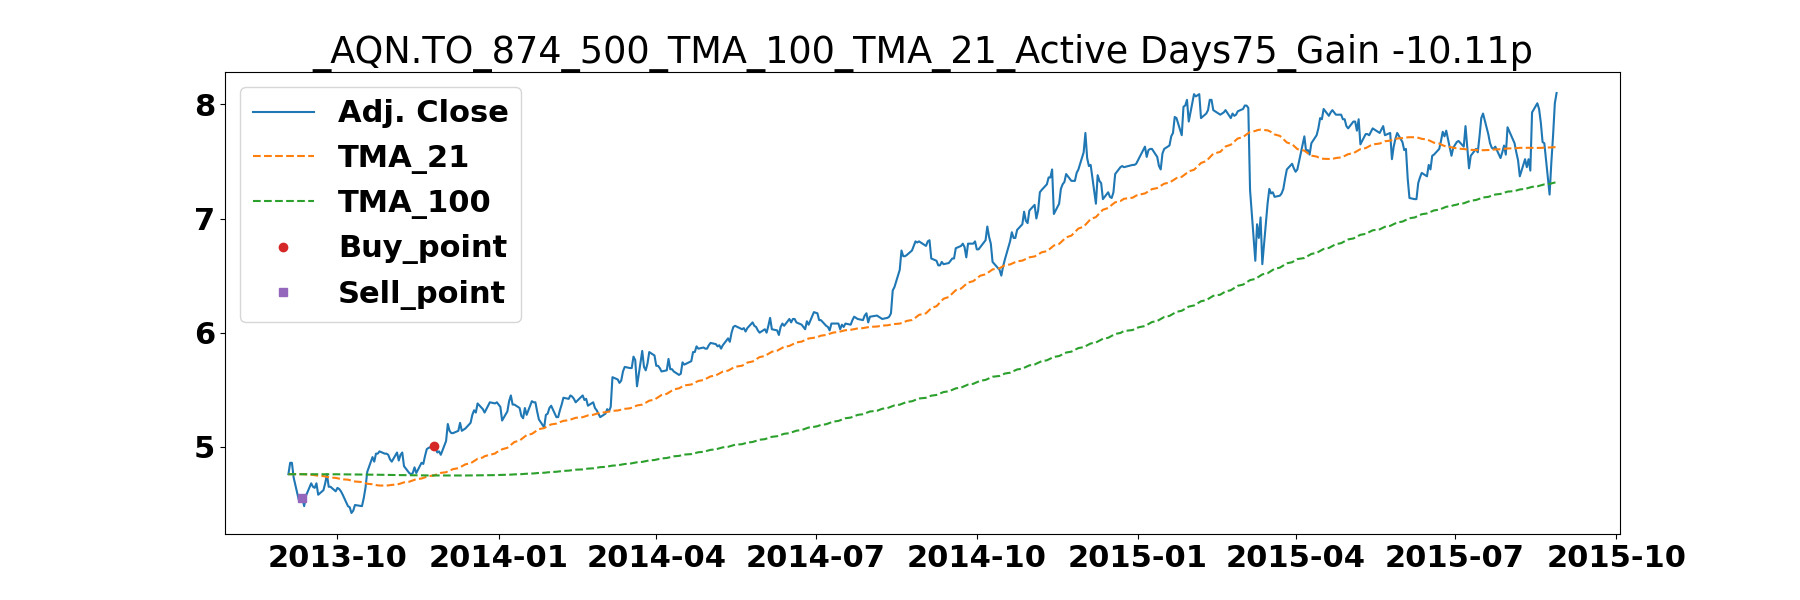 _AQN.TO_874_500_TMA_100_TMA_21_Active Days75_Gain -10.11p
8
7
6
5
Adj. Close
TMA_21
TMA_100
Buy_point
Sell_point
2013-10 2014-01 2014-04 2014-07 2014-10 2015-01 2015-04 2015-07 2015-10